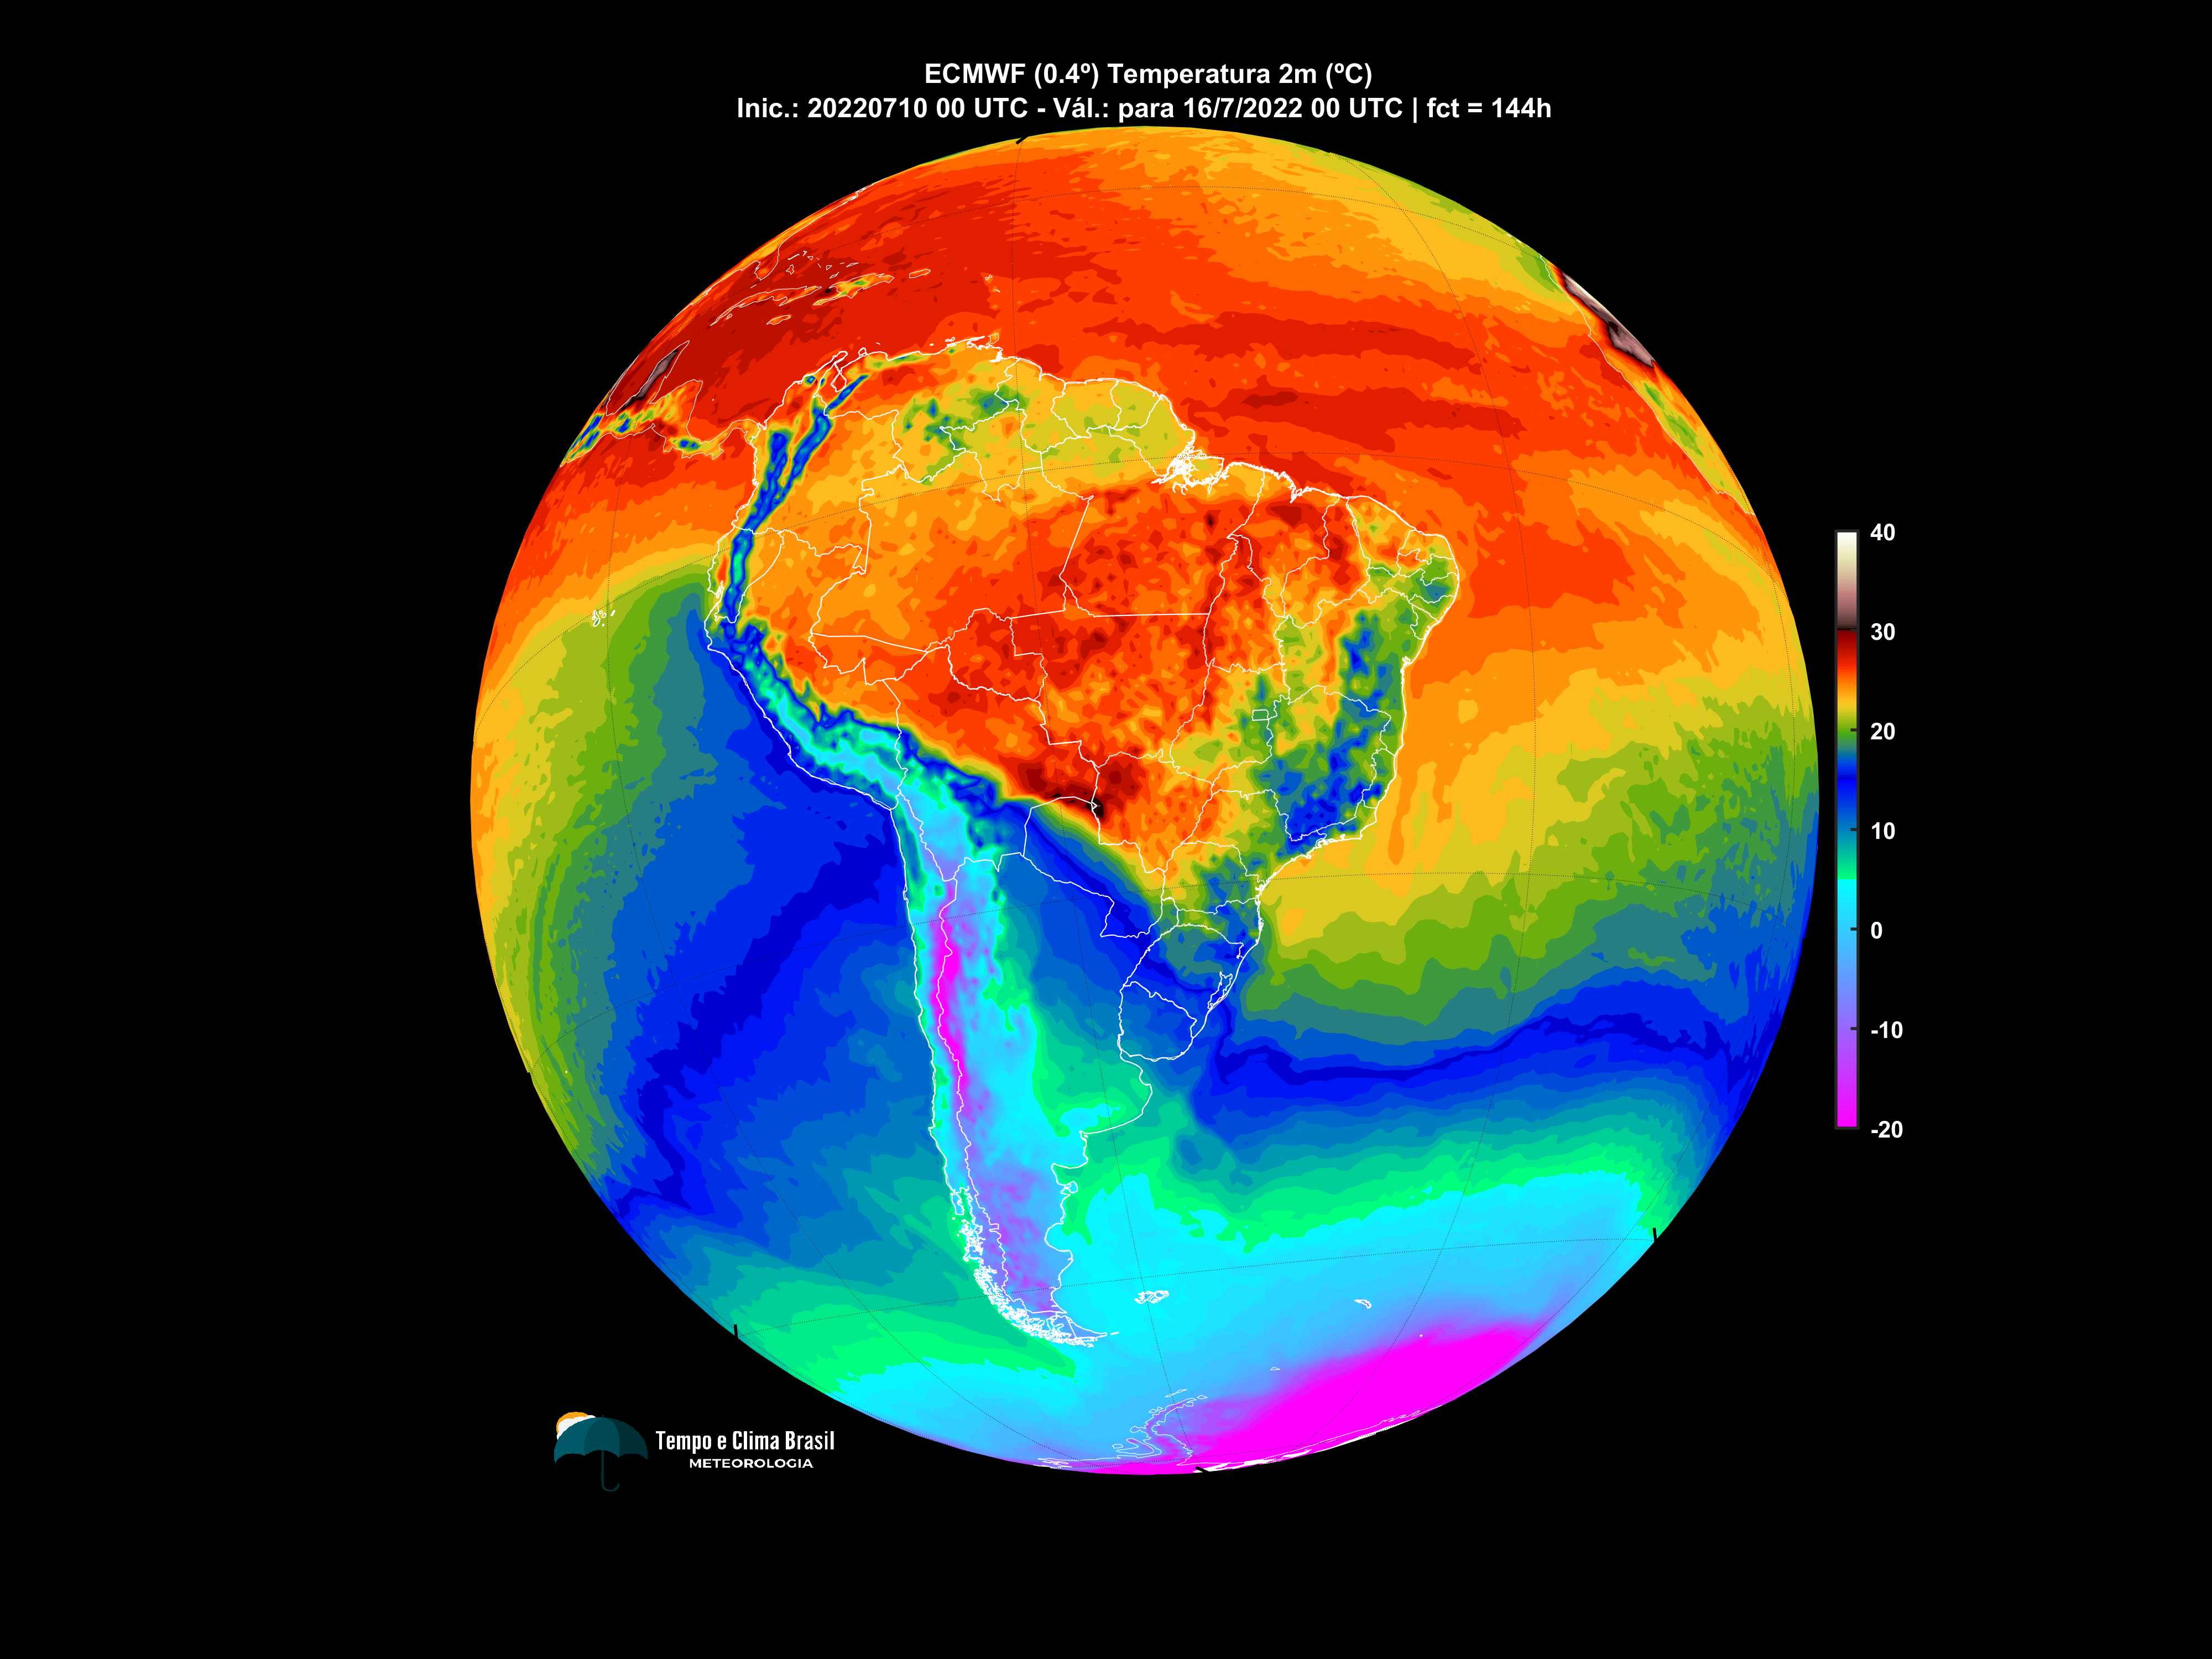 ECMWF (0.4º) Temperatura 2m (ºC)
Inic.: 20220710 00 UTC - Vál.: para 16/7/2022 00 UTC | fct = 144h
40
30
20
10
0
-10
-20
Tempo e Clima Brasil
METEOROLOGIA